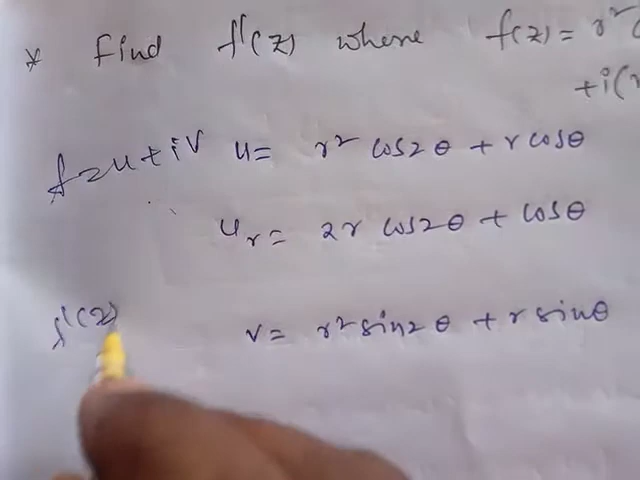 * Find f'(z) where f(z) = r²
+i(r
f=u+iv u= r² cos2θ + r cosθ
u_r = 2r cos2θ + cosθ
f'(z) v= r² sin2θ + r sinθ